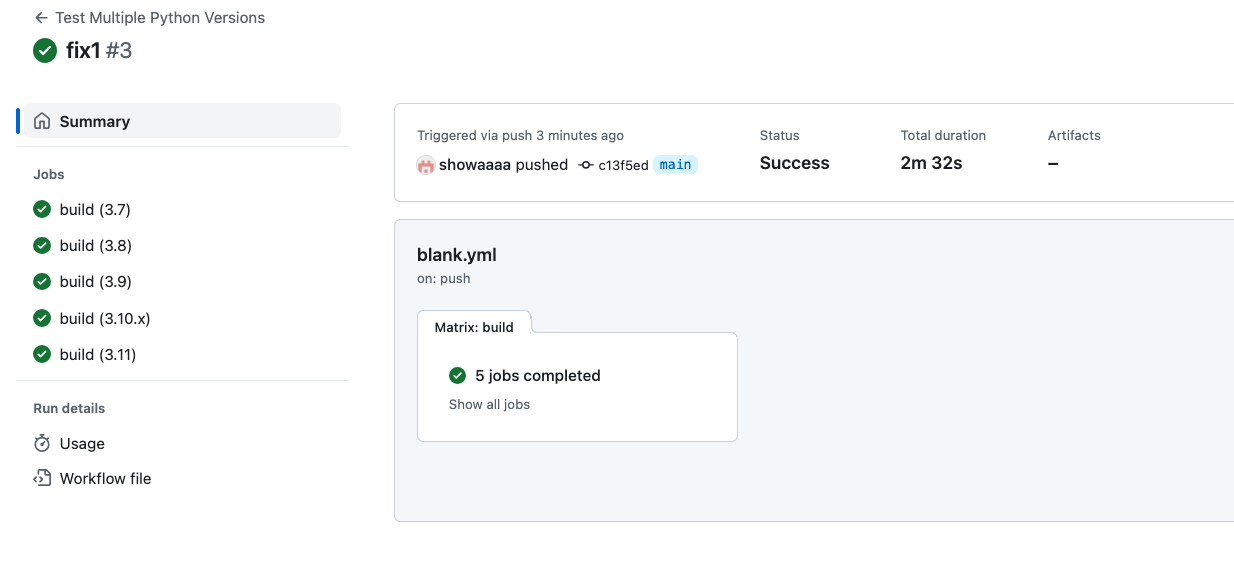 Test Multiple Python Versions
fix1 #3
Summary
Jobs
build (3.7)
build (3.8)
build (3.9)
build (3.10.x)
build (3.11)
Run details
Usage
Workflow file
Triggered via push 3 minutes ago
showaaaa pushed c13f5ed main
Status
Success
Total duration
2m 32s
Artifacts
–
blank.yml
on: push
Matrix: build
5 jobs completed
Show all jobs